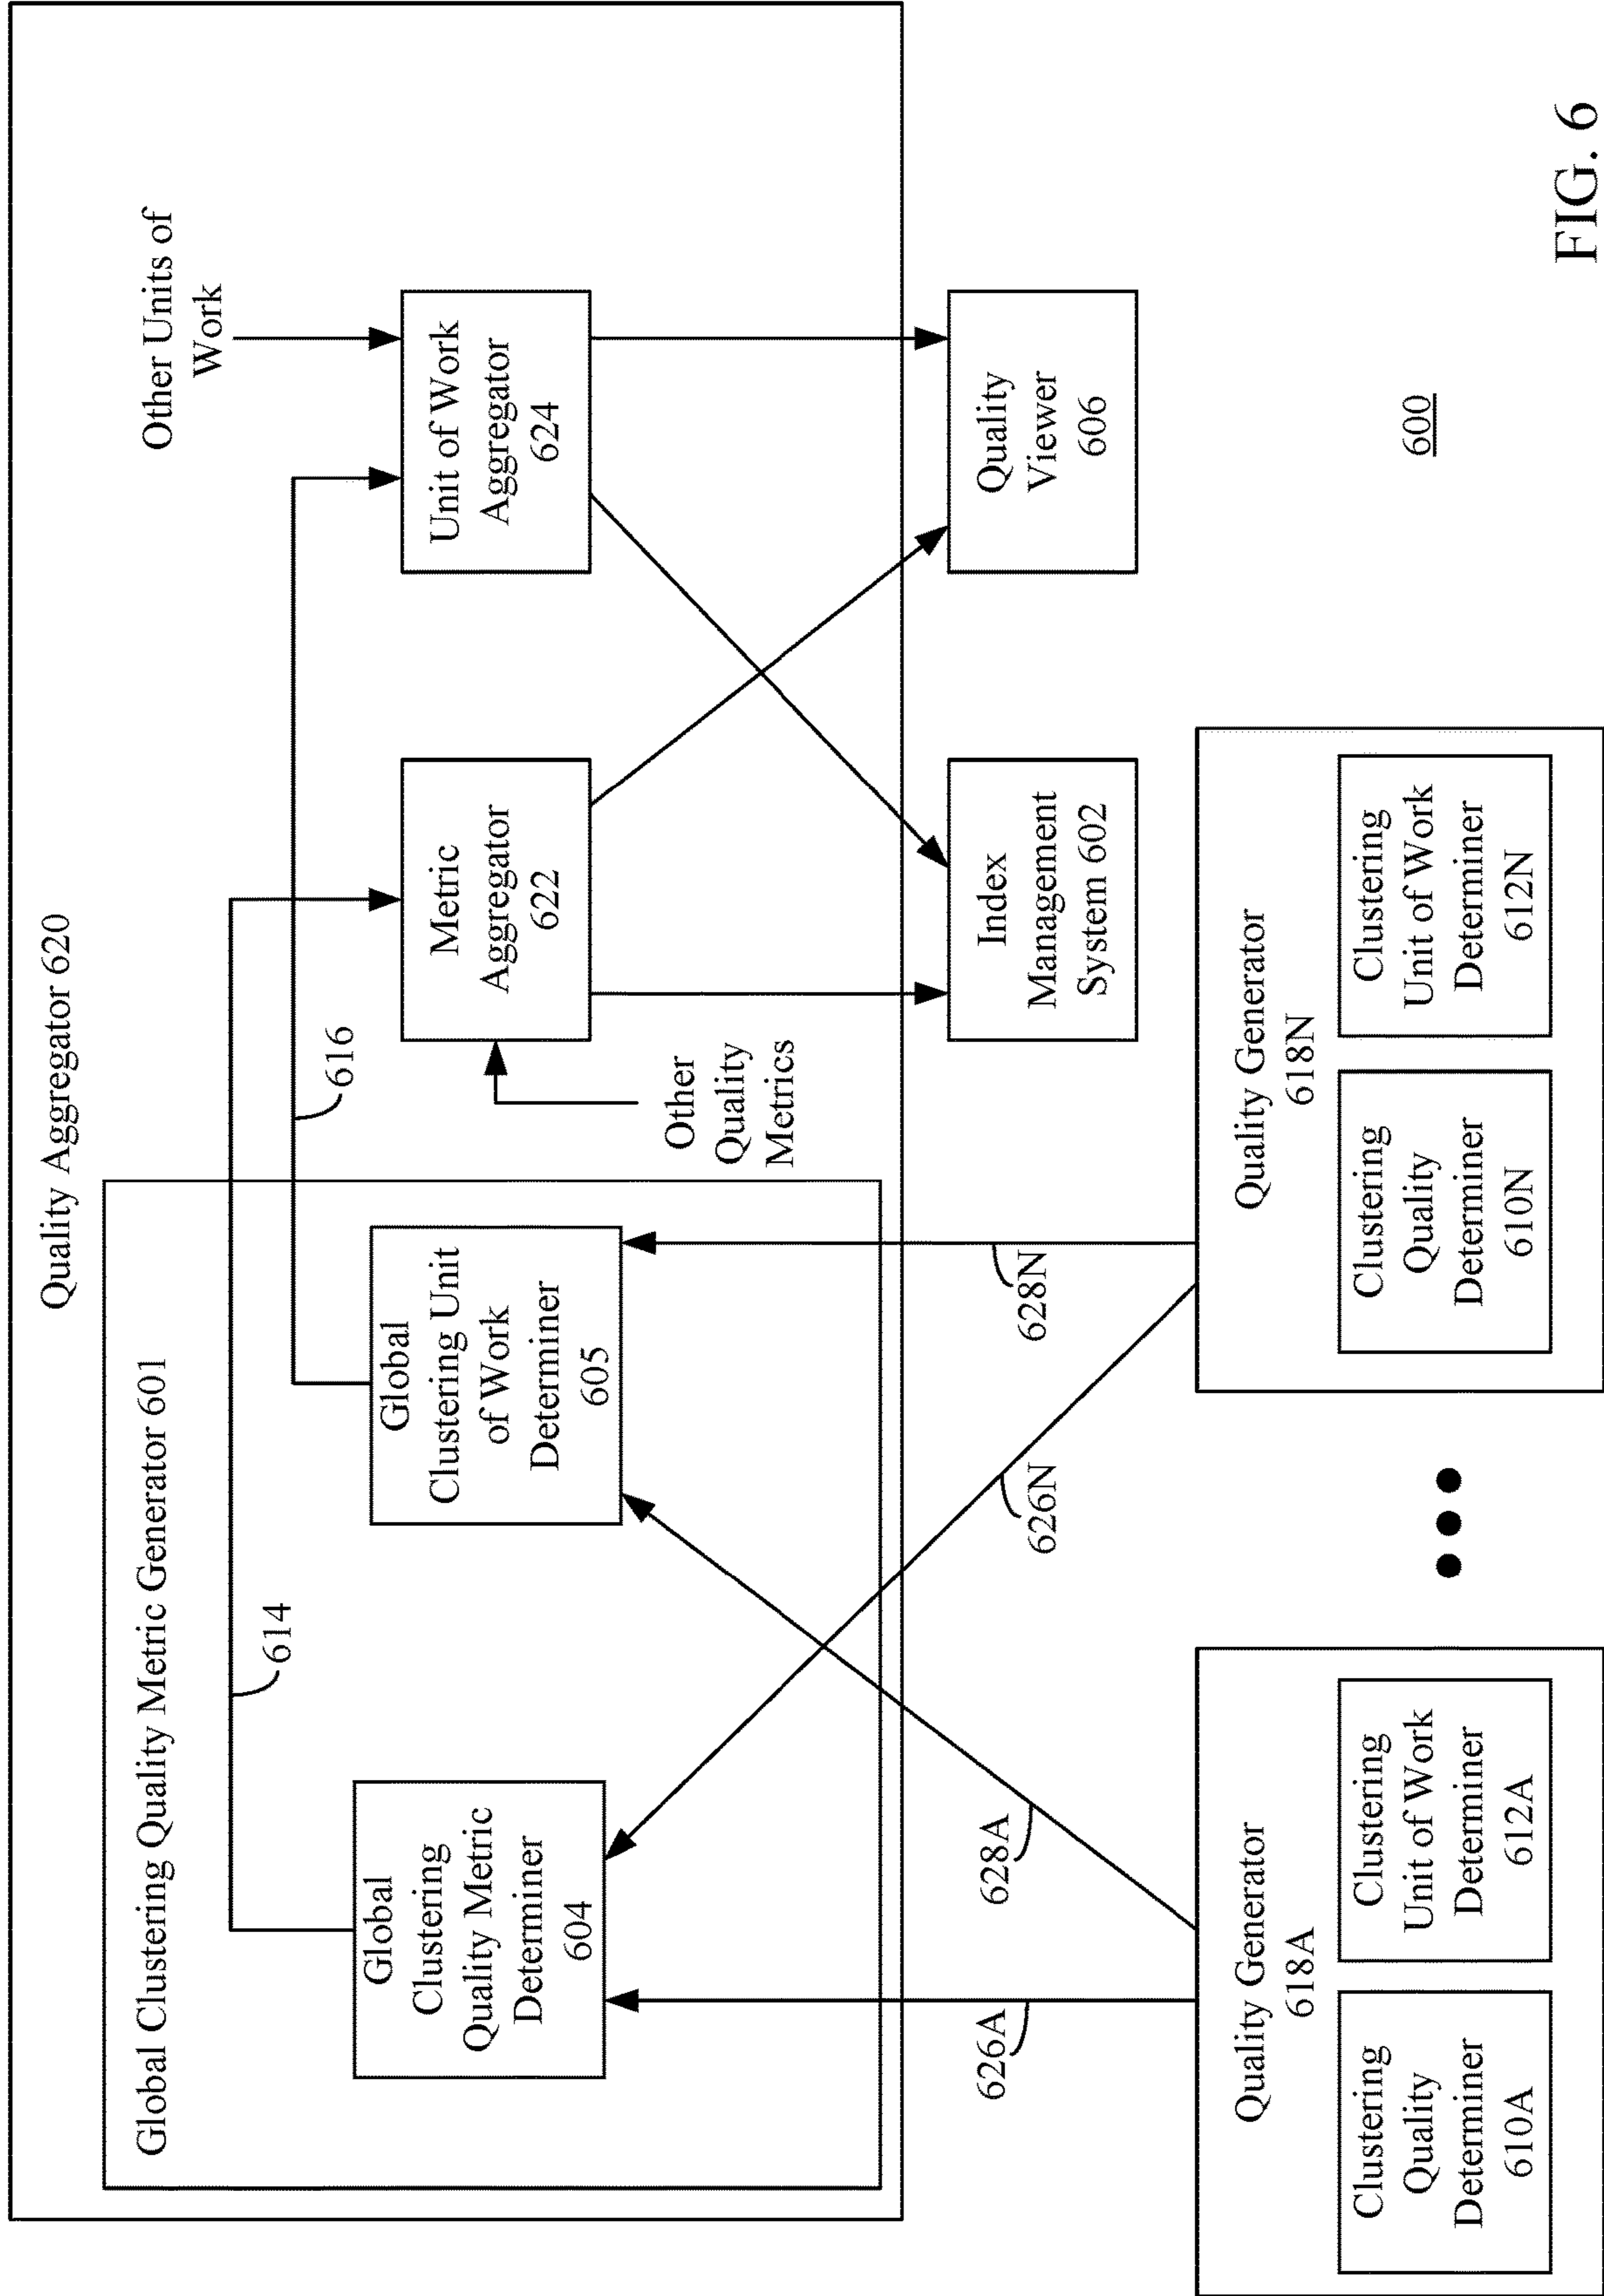 Quality Aggregator 620
Global Clustering Quality Metric Generator 601
614
616
Other Units of
Work
Global
Clustering
Quality Metric
Determiner
604
Global
Clustering Unit
of Work
Determiner
605
Metric
Aggregator
622
Unit of Work
Aggregator
624
Other
Quality
Metrics
626A
628A
626N
628N
Index
Management
System 602
Quality
Viewer
606
Quality Generator
618A
Clustering
Quality
Determiner
610A
Clustering
Unit of Work
Determiner
612A
Quality Generator
618N
Clustering
Quality
Determiner
610N
Clustering
Unit of Work
Determiner
612N
600
FIG. 6